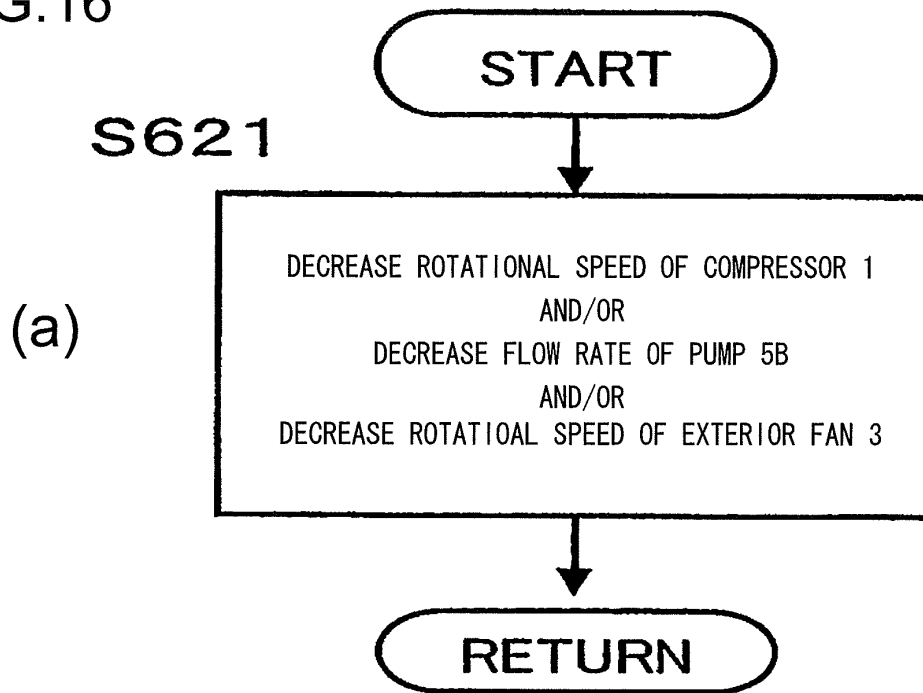 G.16
START
S621
DECREASE ROTATIONAL SPEED OF COMPRESSOR 1
AND/OR
(a)
DECREASE FLOW RATE OF PUMP 5B
AND/OR
DECREASE ROTATIOAL SPEED OF EXTERIOR FAN 3
RETURN